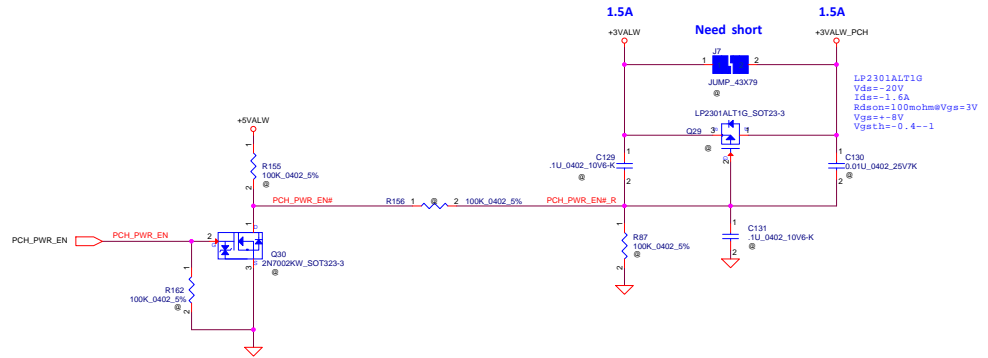 1.5A
1.5A
+3VALW
Need short
+3VALW_PCH
J7
1
2
JUMP_43X79
@
LP2301ALT1G
Vds=-20V
Ids=-1.6A
Rdson=100mohm@Vgs=3V
Vgs=+-8V
Vgsth=-0.4--1
LP2301ALT1G_SOT23-3
Q29
3
1
@
2
+5VALW
1
R155
100K_0402_5%
@
2
1
C129
.1U_0402_10V6-K
@
2
1
C130
0.01U_0402_25V7K
@
2
PCH_PWR_EN#
R156
1
@
2
100K_0402_5%
PCH_PWR_EN#_R
1
PCH_PWR_EN
PCH_PWR_EN
2
Q30
2N7002KW_SOT323-3
@
3
1
R162
100K_0402_5%
@
2
1
R87
100K_0402_5%
@
2
1
C131
.1U_0402_10V6-K
@
2